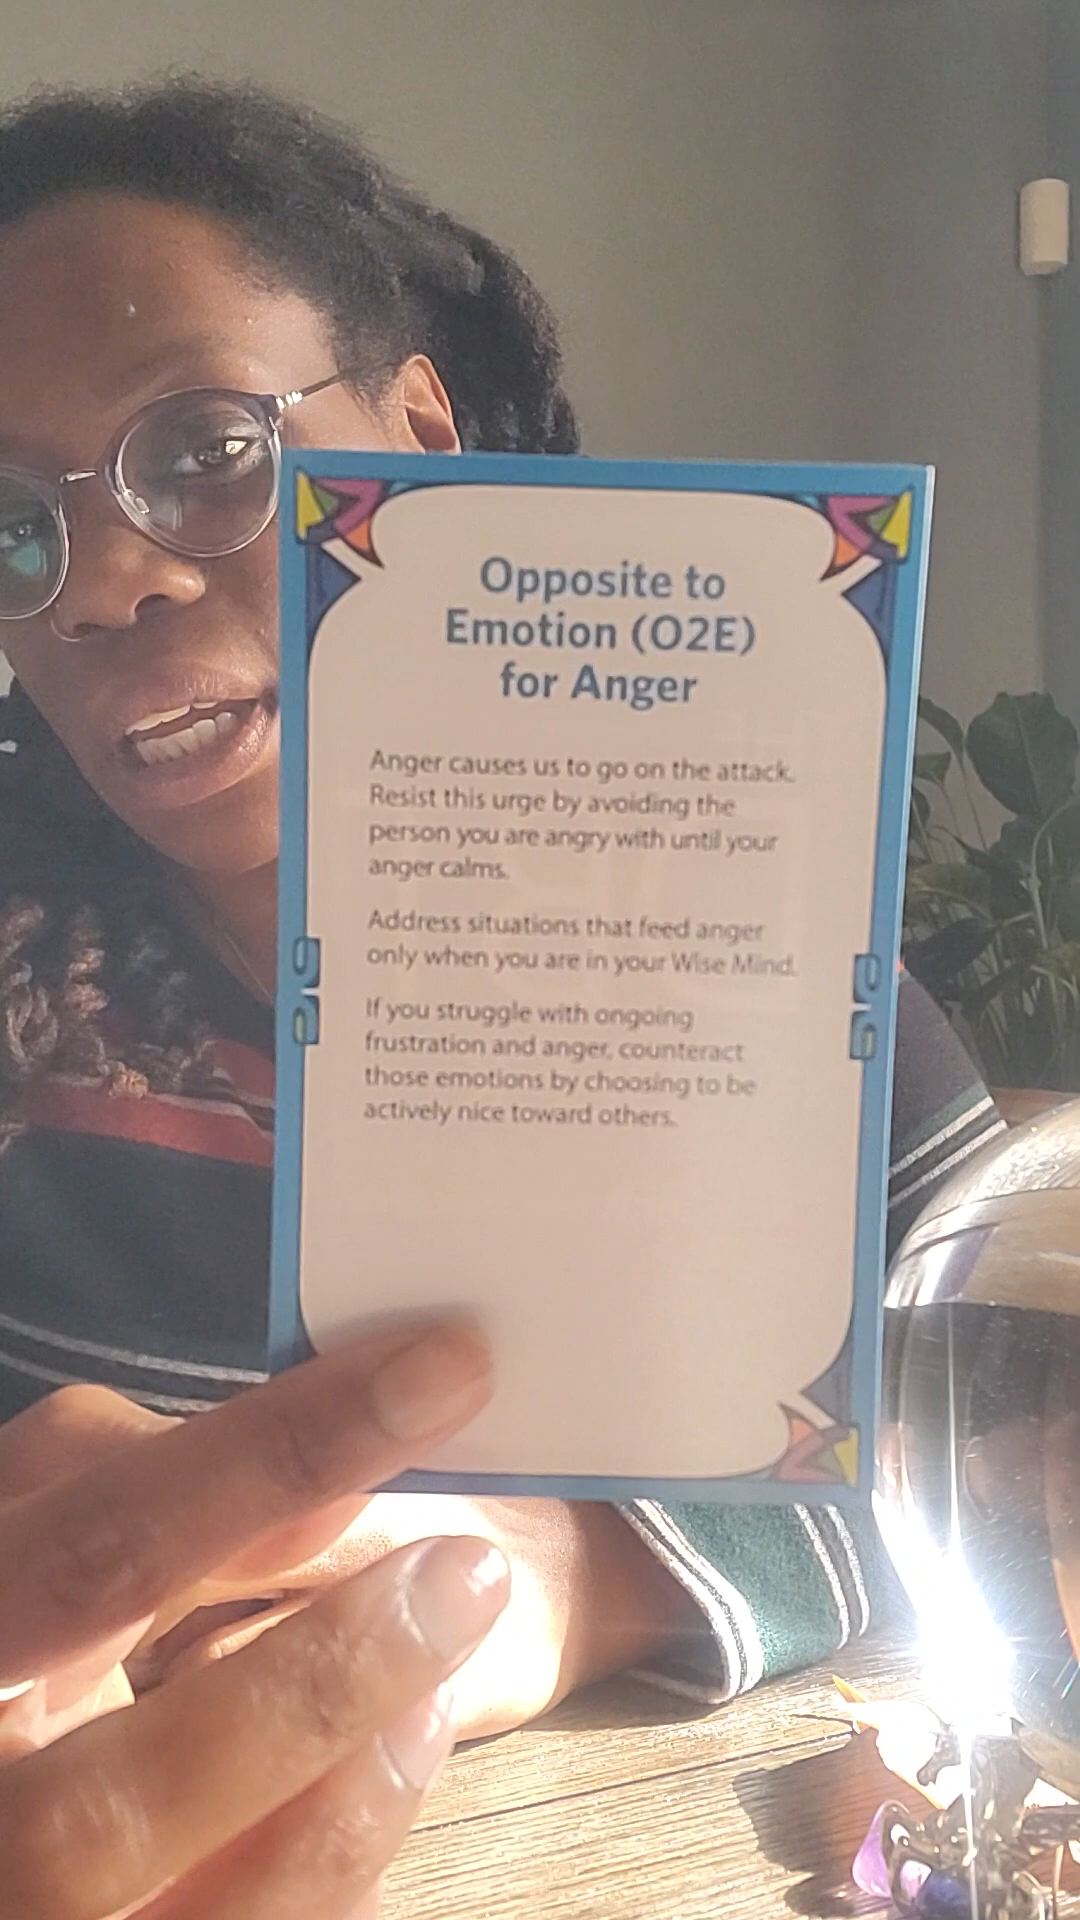 Opposite to
Emotion (O2E)
for Anger
Anger causes us to go on the attack.
Resist this urge by avoiding the
person you are angry with until your
anger calms.
Address situations that feed anger
only when you are in your Wise Mind.
If you struggle with ongoing
frustration and anger, counteract
those emotions by choosing to be
actively nice toward others.